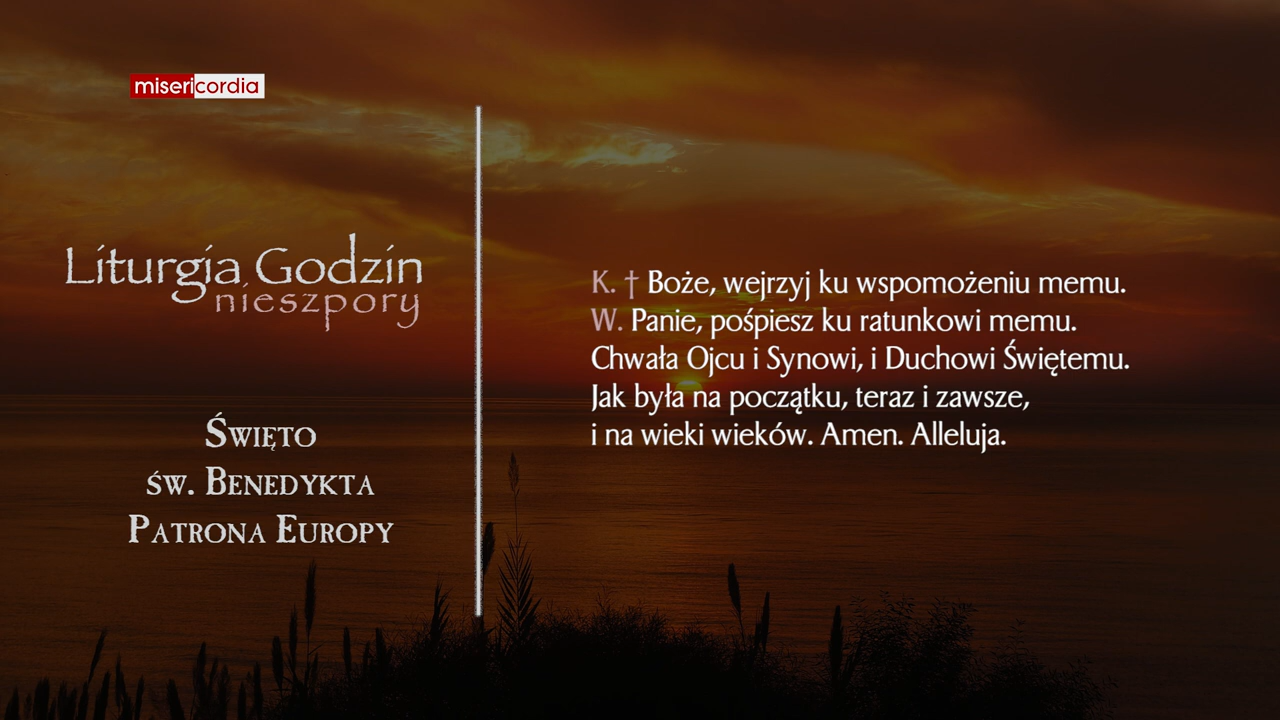 misericordia
Liturgia Godzin
nieszpory
Święto
św. Benedykta
Patrona Europy
K. † Boże, wejrzyj ku wspomożeniu memu.
W. Panie, pośpiesz ku ratunkowi memu.
Chwała Ojcu i Synowi, i Duchowi Świętemu.
Jak była na początku, teraz i zawsze,
i na wieki wieków. Amen. Alleluja.